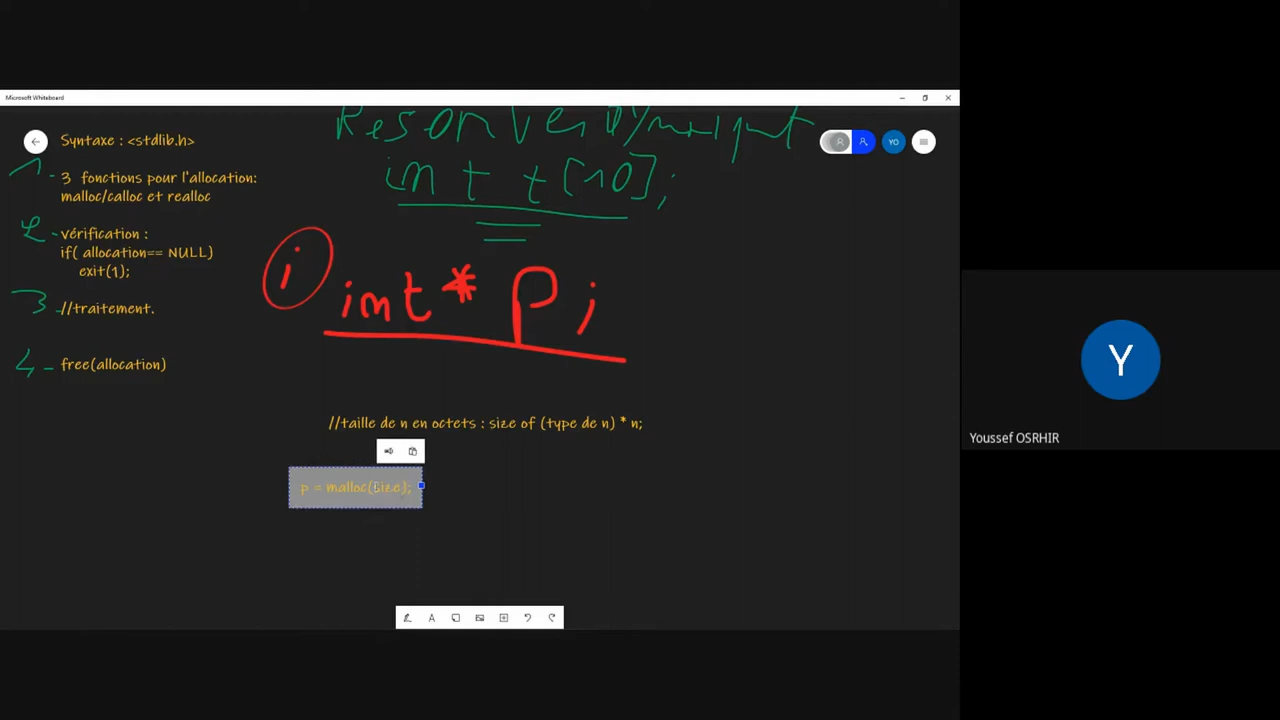 Microsoft Whiteboard
Syntaxe : <stdlib.h>
1-
3 fonctions pour l'allocation:
malloc/calloc et realloc
2-
vérification :
if( allocation== NULL)
exit(1);
3-
//traitement.
4-
free(allocation)
int t[10];
i
int* P;
//taille de n en octets : size of (type de n) * n;
p = malloc(size);
YO
Y
Youssef OSRHIR